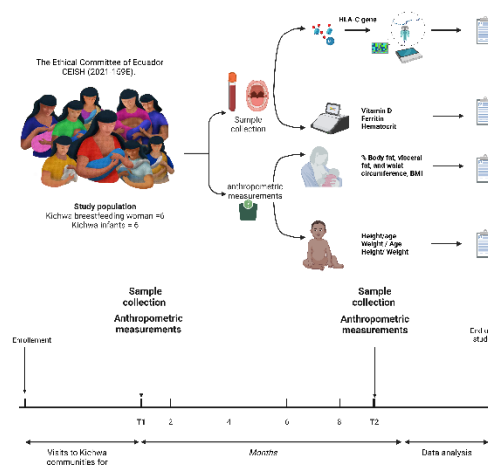 The Ethical Committee of Ecuador
CEISH (2021-169E).
Study population
Kichwa breastfeeding woman =6
Kichwa infants = 6
Sample
collection
anthropometric
measurements
HLA-C gene
Vitamin D
Ferritin
Hematocrit
% Body fat, visceral
fat, and waist
circumference, BMI
Height/age
Weight / Age
Height/ Weight
Sample
collection
Anthropometric
measurements
Sample
collection
Anthropometric
measurements
Enrollement
End o
stud
T1 2 4 6 8 T2
Visits to Kichwa
communities for
Months
Data analysis